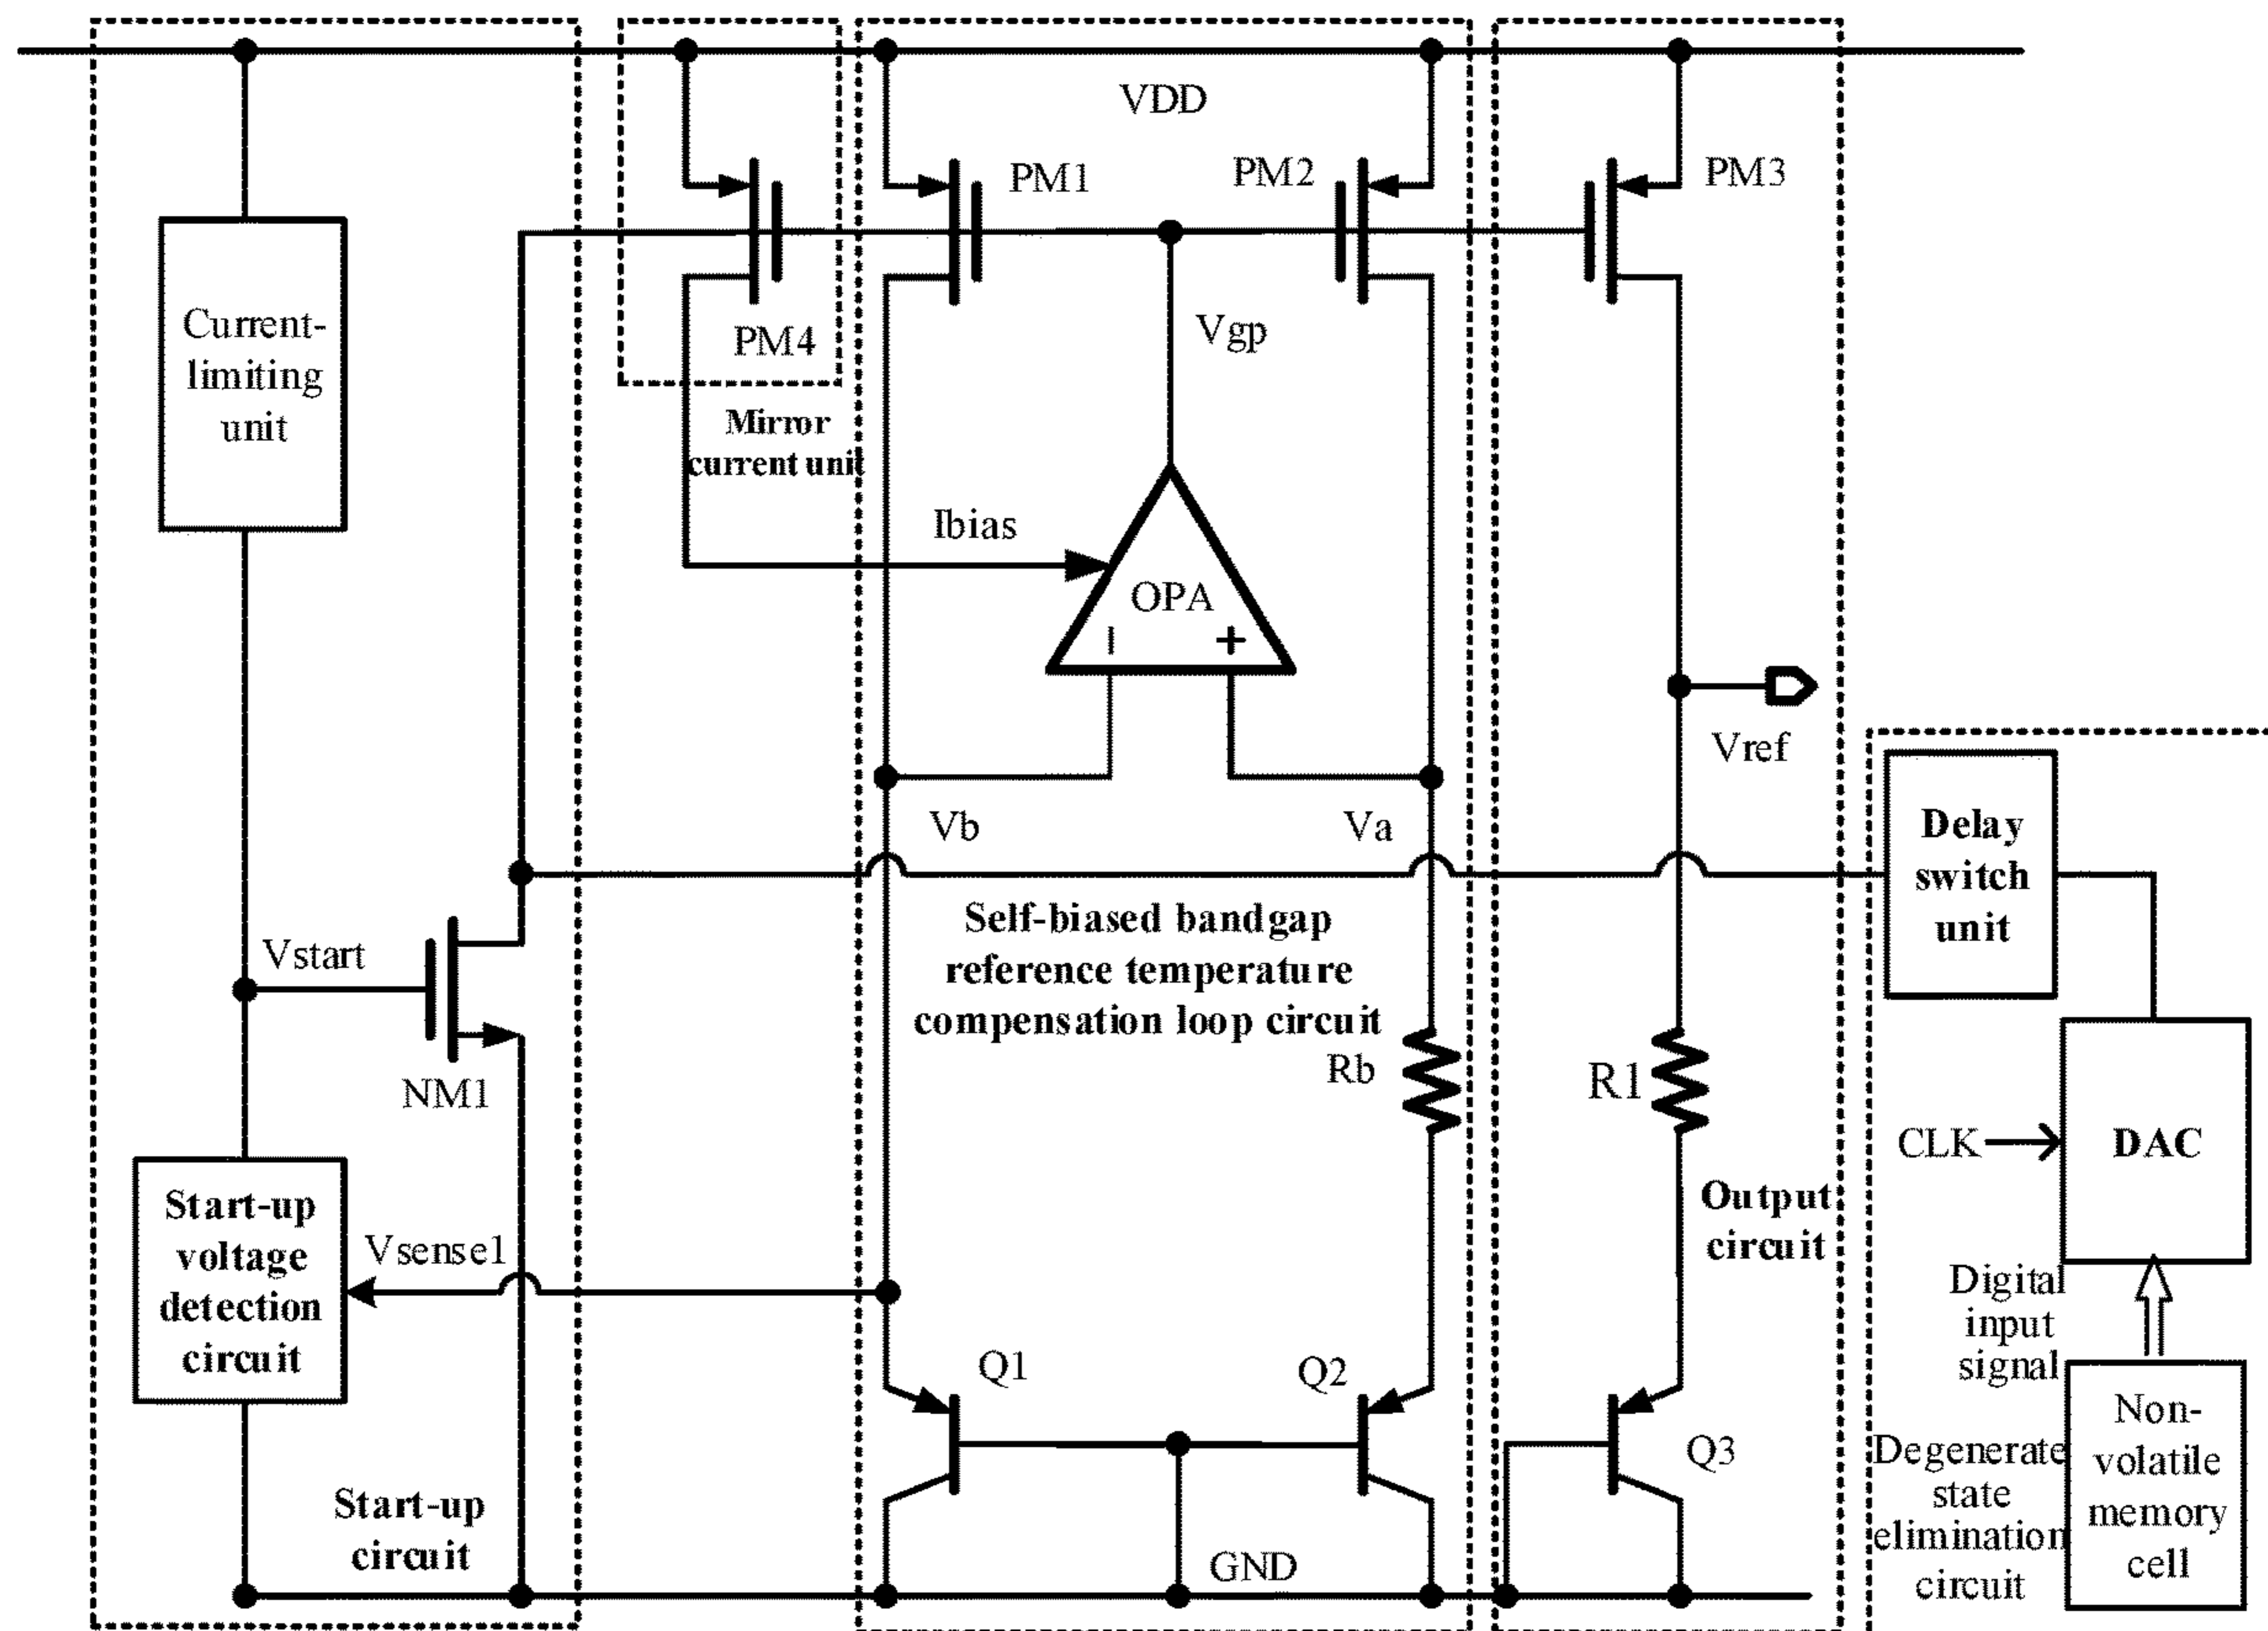 VDD
PM1
PM2
PM3
PM4
Vgp
Current-
limiting
unit
Mirror
current unit
Ibias
OPA
Vref
Vb
Va
Delay
switch
unit
Vstart
NM1
Self-biased bandgap
reference temperature
compensation loop circuit
Rb
R1
CLK
DAC
Start-up
voltage
detection
circuit
Vsense1
Output
circuit
Digital
input
signal
Q1
Q2
Q3
Non-
volatile
memory
cell
Degenerate
state
elimination
circuit
Start-up
circuit
GND